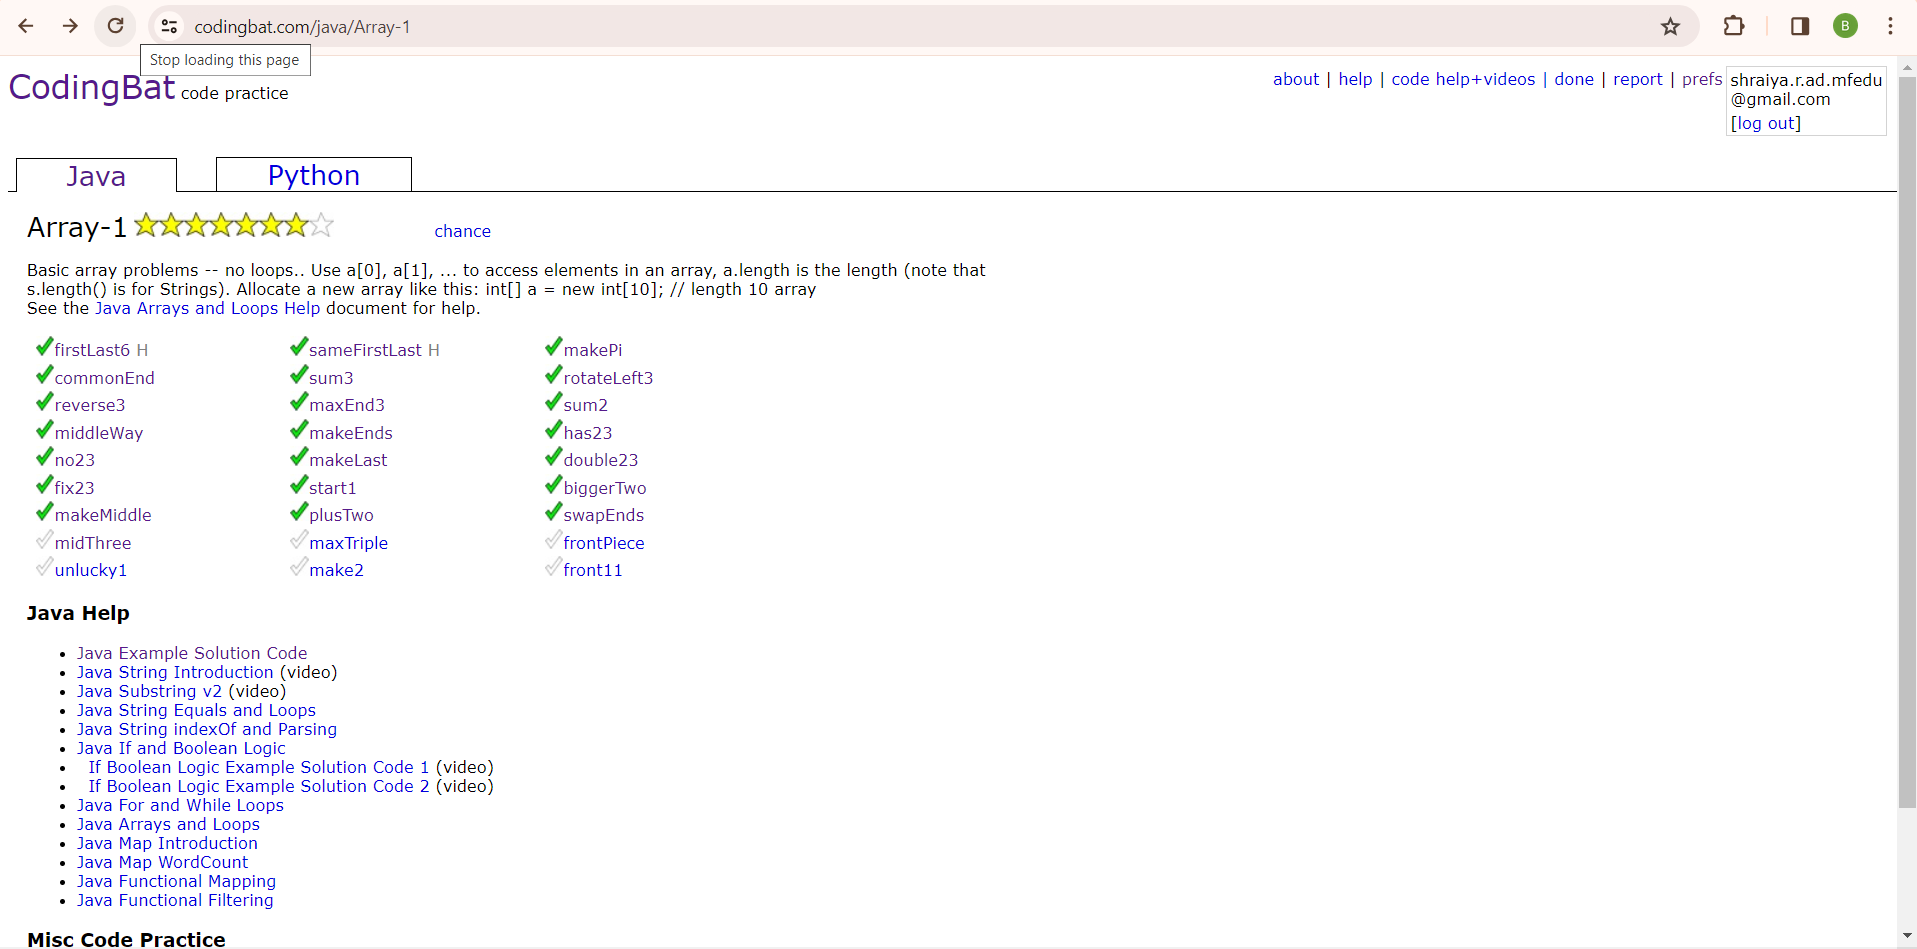 codingbat.com/java/Array-1
B
Stop loading this page
CodingBat code practice
about | help | code help+videos | done | report | prefs
shraiya.r.ad.mfedu
@gmail.com
[log out]
Java
Python
Array-1
chance
Basic array problems -- no loops.. Use a[0], a[1], ... to access elements in an array, a.length is the length (note that
s.length() is for Strings). Allocate a new array like this: int[] a = new int[10]; // length 10 array
See the Java Arrays and Loops Help document for help.
firstLast6 H sameFirstLast H makePi
commonEnd sum3 rotateLeft3
reverse3 maxEnd3 sum2
middleWay makeEnds has23
no23 makeLast double23
fix23 start1 biggerTwo
makeMiddle plusTwo swapEnds
midThree maxTriple frontPiece
unlucky1 make2 front11
Java Help
Java Example Solution Code
Java String Introduction (video)
Java Substring v2 (video)
Java String Equals and Loops
Java String indexOf and Parsing
Java If and Boolean Logic
If Boolean Logic Example Solution Code 1 (video)
If Boolean Logic Example Solution Code 2 (video)
Java For and While Loops
Java Arrays and Loops
Java Map Introduction
Java Map WordCount
Java Functional Mapping
Java Functional Filtering
Misc Code Practice